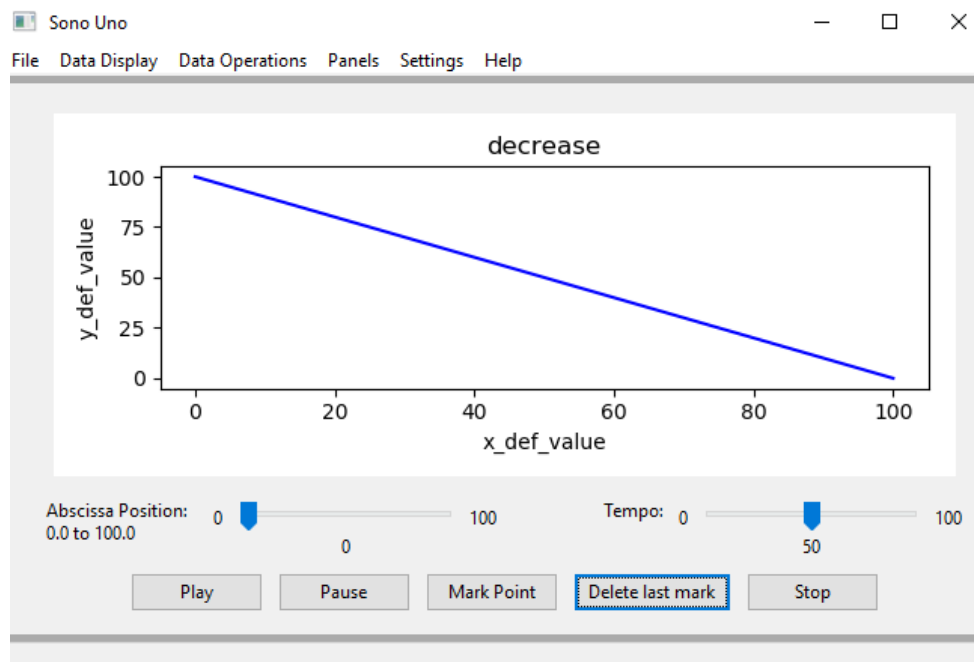 Sono Uno
File Data Display Data Operations Panels Settings Help
decrease
100
75
50
25
0
y_def_value
0 20 40 60 80 100
x_def_value
Abscissa Position: 0 100
0.0 to 100.0
0
Tempo: 0 100
50
Play Pause Mark Point Delete last mark Stop